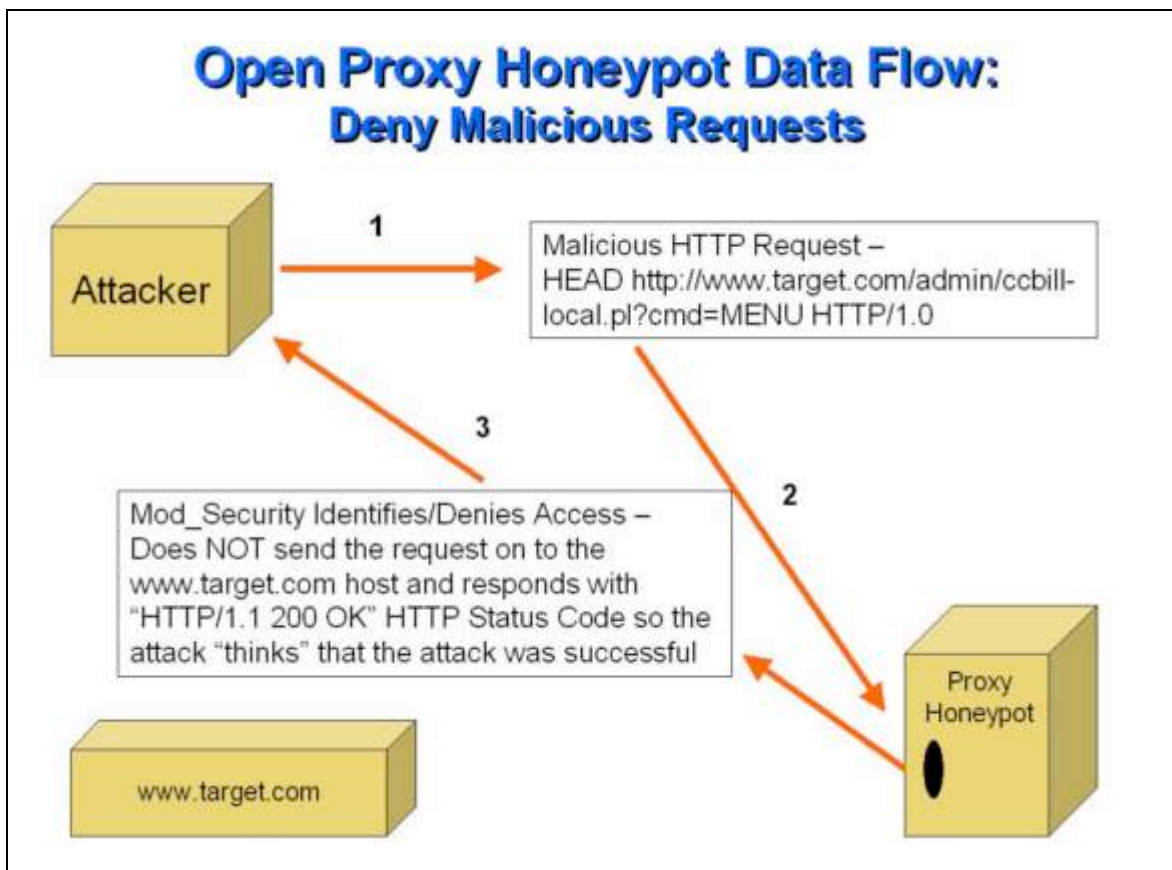 Open Proxy Honeypot Data Flow:
Deny Malicious Requests
Attacker
1
Malicious HTTP Request –
HEAD http://www.target.com/admin/ccbill-
local.pl?cmd=MENU HTTP/1.0
3
2
Mod_Security Identifies/Denies Access –
Does NOT send the request on to the
www.target.com host and responds with
“HTTP/1.1 200 OK” HTTP Status Code so the
attack “thinks” that the attack was successful
Proxy
Honeypot
www.target.com